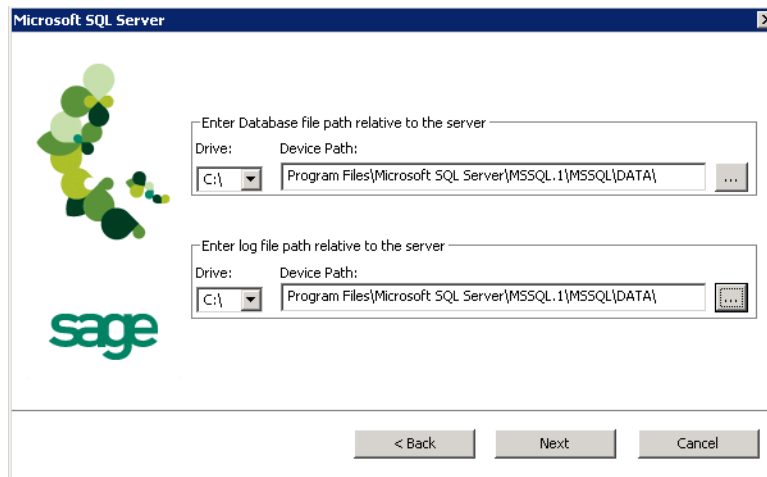 Microsoft SQL Server
Enter Database file path relative to the server
Drive: Device Path:
C:\ Program Files\Microsoft SQL Server\MSSQL.1\MSSQL\DATA\ ...
Enter log file path relative to the server
Drive: Device Path:
C:\ Program Files\Microsoft SQL Server\MSSQL.1\MSSQL\DATA\ ...
sage
< Back Next Cancel